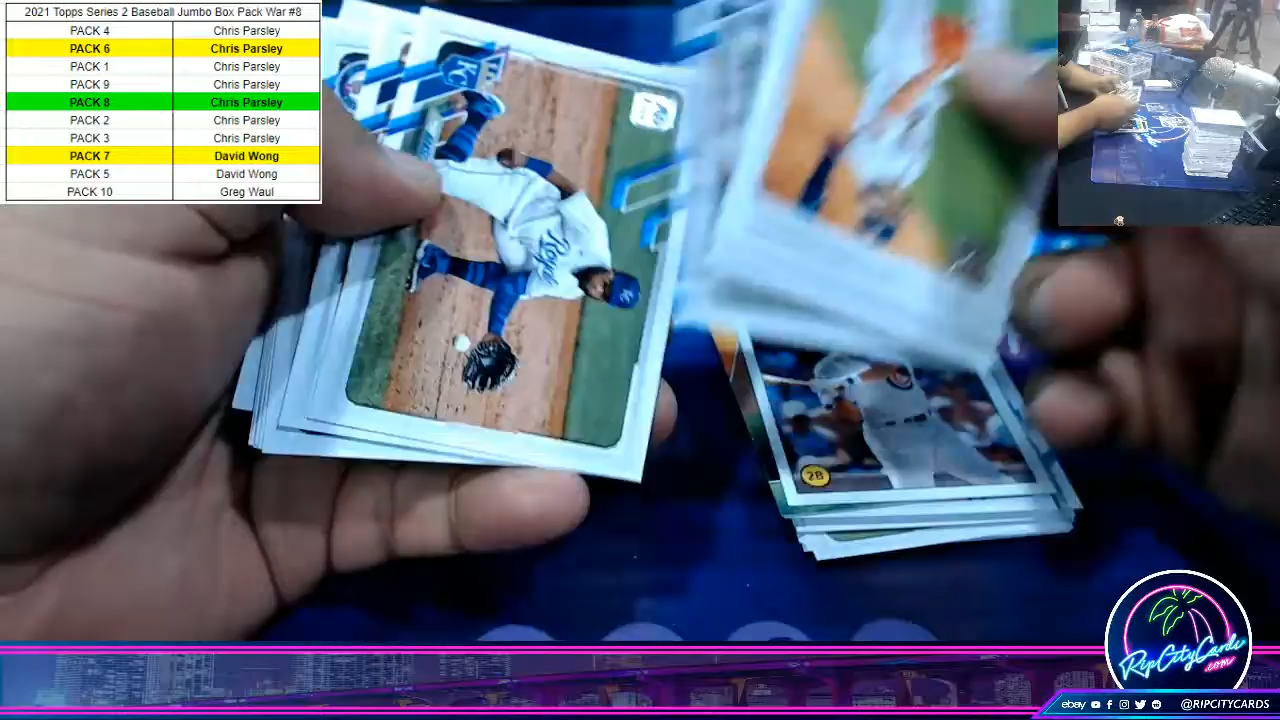 2021 Topps Series 2 Baseball Jumbo Box Pack War #8
PACK 4 Chris Parsley
PACK 6 Chris Parsley
PACK 1 Chris Parsley
PACK 9 Chris Parsley
PACK 8 Chris Parsley
PACK 2 Chris Parsley
PACK 3 Chris Parsley
PACK 7 David Wong
PACK 5 David Wong
PACK 10 Greg Waul
KC
Royals
2B
RipCityCards
.com
ebay @RIPCITYCARDS